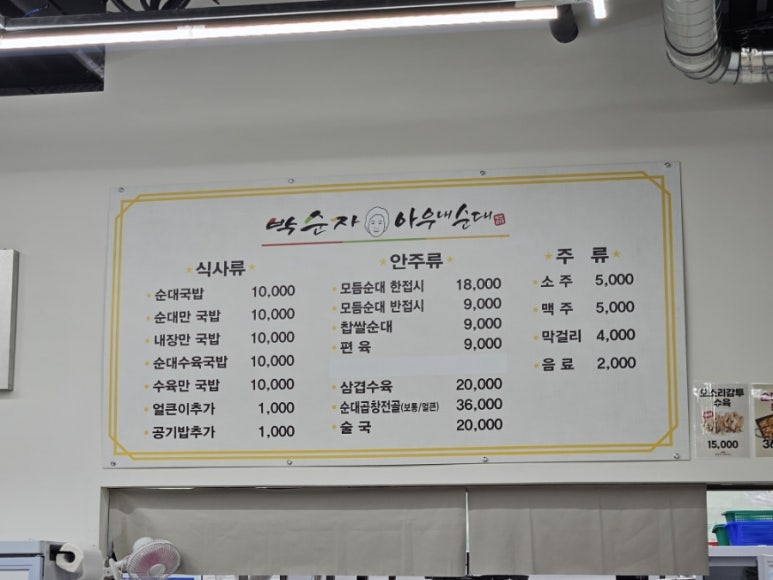 박순자 아우내순대
식사류
순대국밥 10,000
순대만 국밥 10,000
내장만 국밥 10,000
순대수육국밥 10,000
수육만 국밥 10,000
얼큰이추가 1,000
공기밥추가 1,000
안주류
모듬순대 한접시 18,000
모듬순대 반접시 9,000
찹쌀순대 9,000
편 육 9,000
삼겹수육 20,000
순대곱창전골(보통/얼큰) 36,000
술 국 20,000
주 류
소 주 5,000
맥 주 5,000
막걸리 4,000
음 료 2,000
오소리감투
수육
15,000